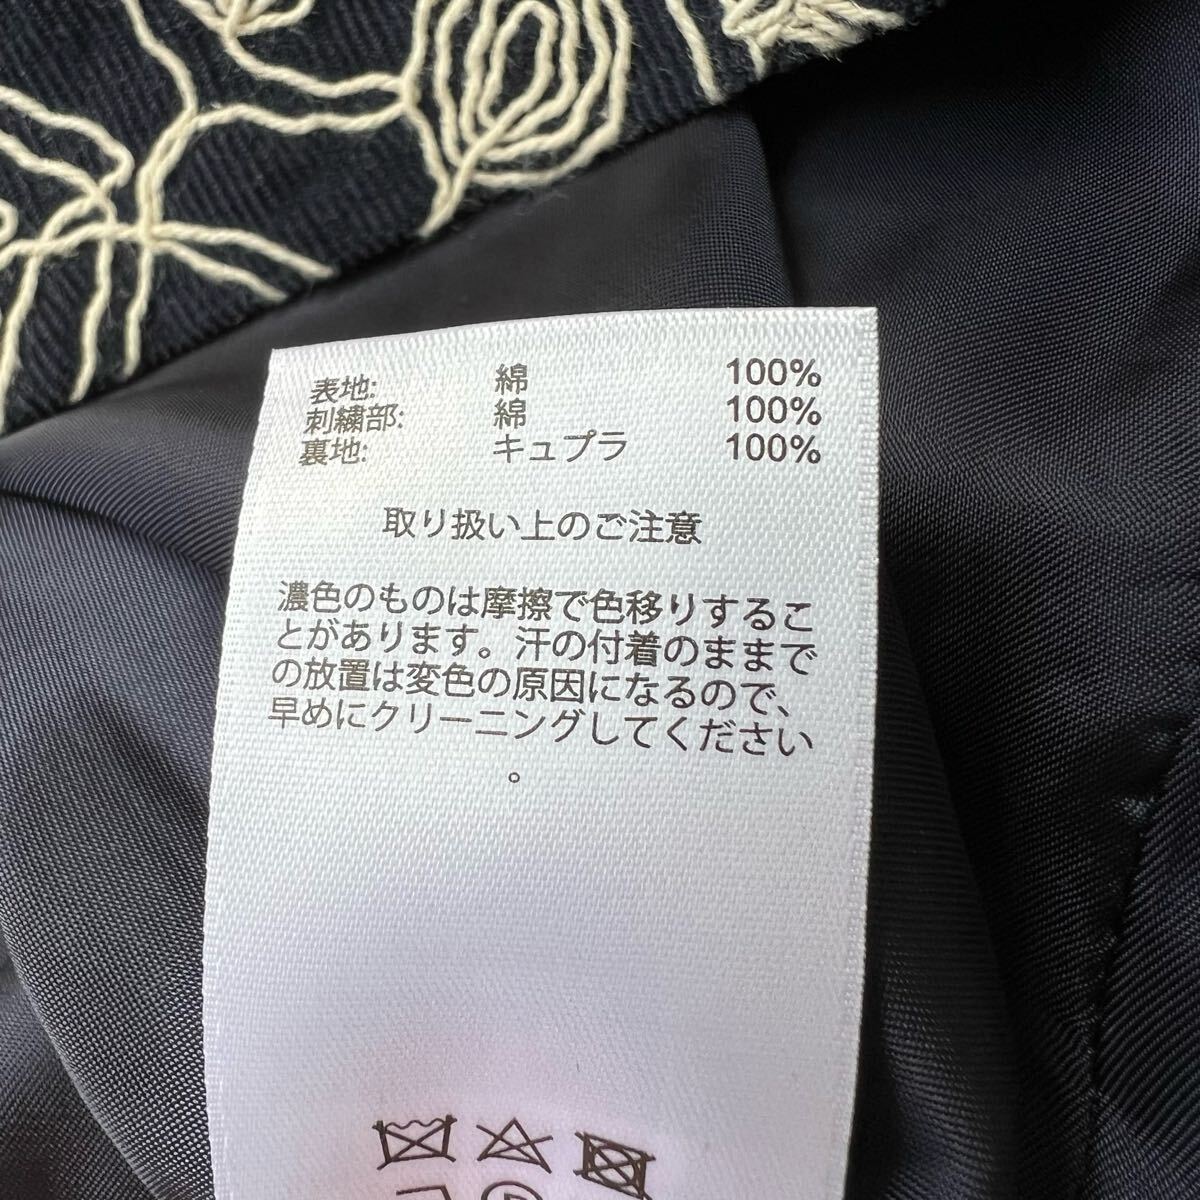 表地: 綿 100%
刺繍部: 綿 100%
裏地: キュプラ 100%
取り扱い上のご注意
濃色のものは摩擦で色移りするこ
とがあります。汗の付着のままで
の放置は変色の原因になるので、
早めにクリーニングしてください
。